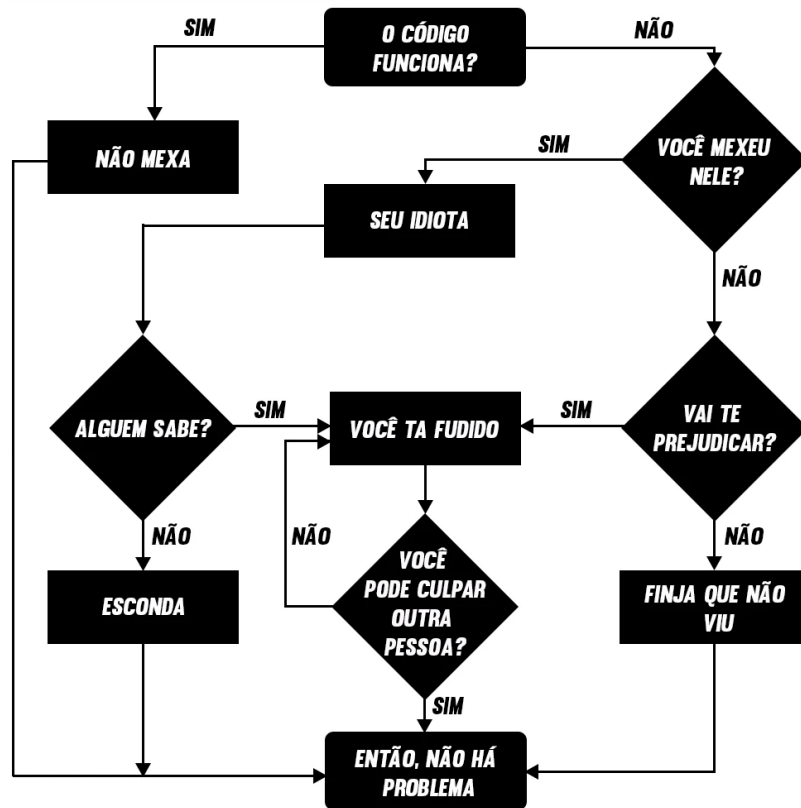 SIM
O CÓDIGO
FUNCIONA?
NÃO
NÃO MEXA
SIM
VOCÊ MEXEU
NELE?
SEU IDIOTA
NÃO
ALGUEM SABE?
SIM
VOCÊ TA FUDIDO
SIM
VAI TE
PREJUDICAR?
NÃO
NÃO
NÃO
ESCONDA
VOCÊ
PODE CULPAR
OUTRA
PESSOA?
FINJA QUE NÃO
VIU
SIM
ENTÃO, NÃO HÁ
PROBLEMA